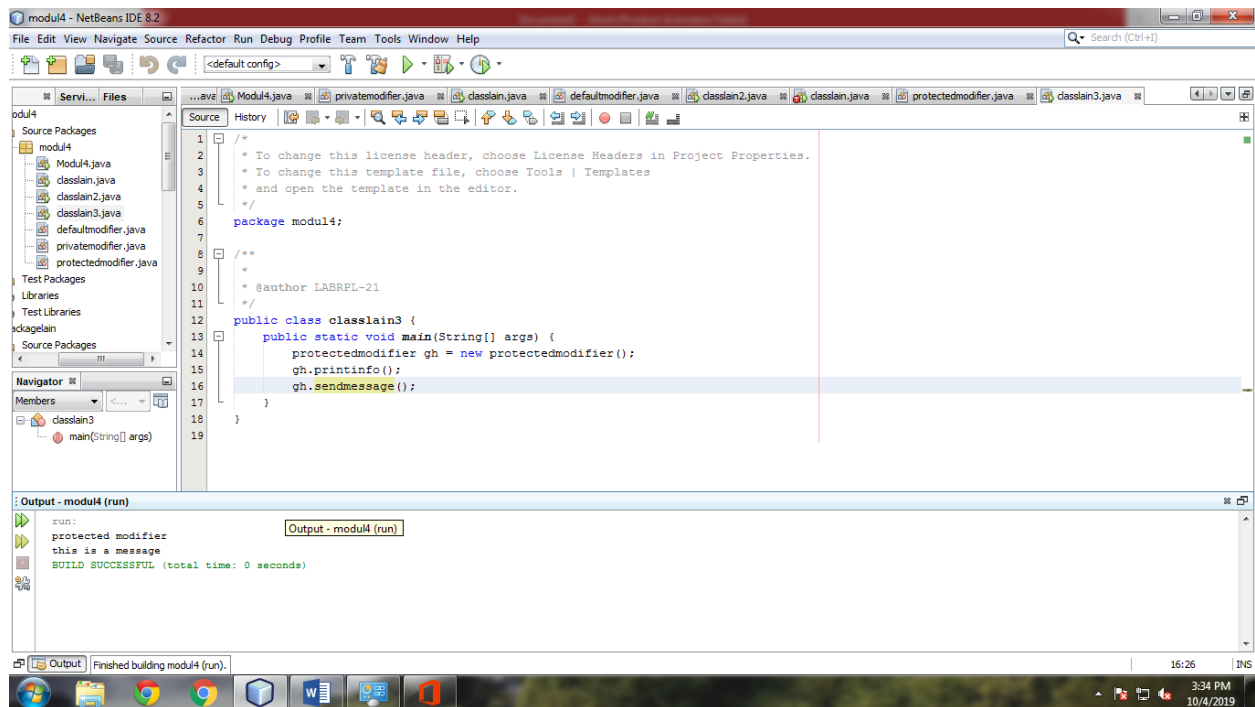 modul4 - NetBeans IDE 8.2
File Edit View Navigate Source Refactor Run Debug Profile Team Tools Window Help
Search (Ctrl+I)
<default config>
Servi... Files
...ava Modul4.java privatemodifier.java classlain.java defaultmodifier.java classlain2.java classlain.java protectedmodifier.java classlain3.java
odul4
Source Packages
modul4
Modul4.java
classlain.java
classlain2.java
classlain3.java
defaultmodifier.java
privatemodifier.java
protectedmodifier.java
Test Packages
Libraries
Test Libraries
ackagelain
Source Packages
Navigator
Members
<...
classlain3
main(String[] args)
Source History
1 /*
2 * To change this license header, choose License Headers in Project Properties.
3 * To change this template file, choose Tools | Templates
4 * and open the template in the editor.
5 */
6 package modul4;
7
8 /**
9 *
10 * @author LABRPL-21
11 */
12 public class classlain3 {
13 public static void main(String[] args) {
14 protectedmodifier gh = new protectedmodifier();
15 gh.printinfo();
16 gh.sendmessage();
17 }
18 }
19
Output - modul4 (run)
run:
Output - modul4 (run)
protected modifier
this is a message
BUILD SUCCESSFUL (total time: 0 seconds)
Output Finished building modul4 (run).
16:26 INS
3:34 PM
10/4/2019